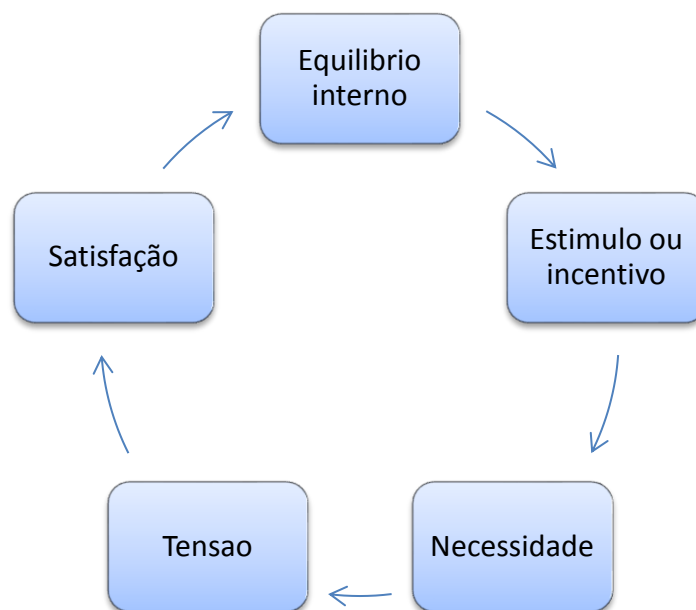 Equilibrio
interno
Estimulo ou
incentivo
Necessidade
Tensao
Satisfação